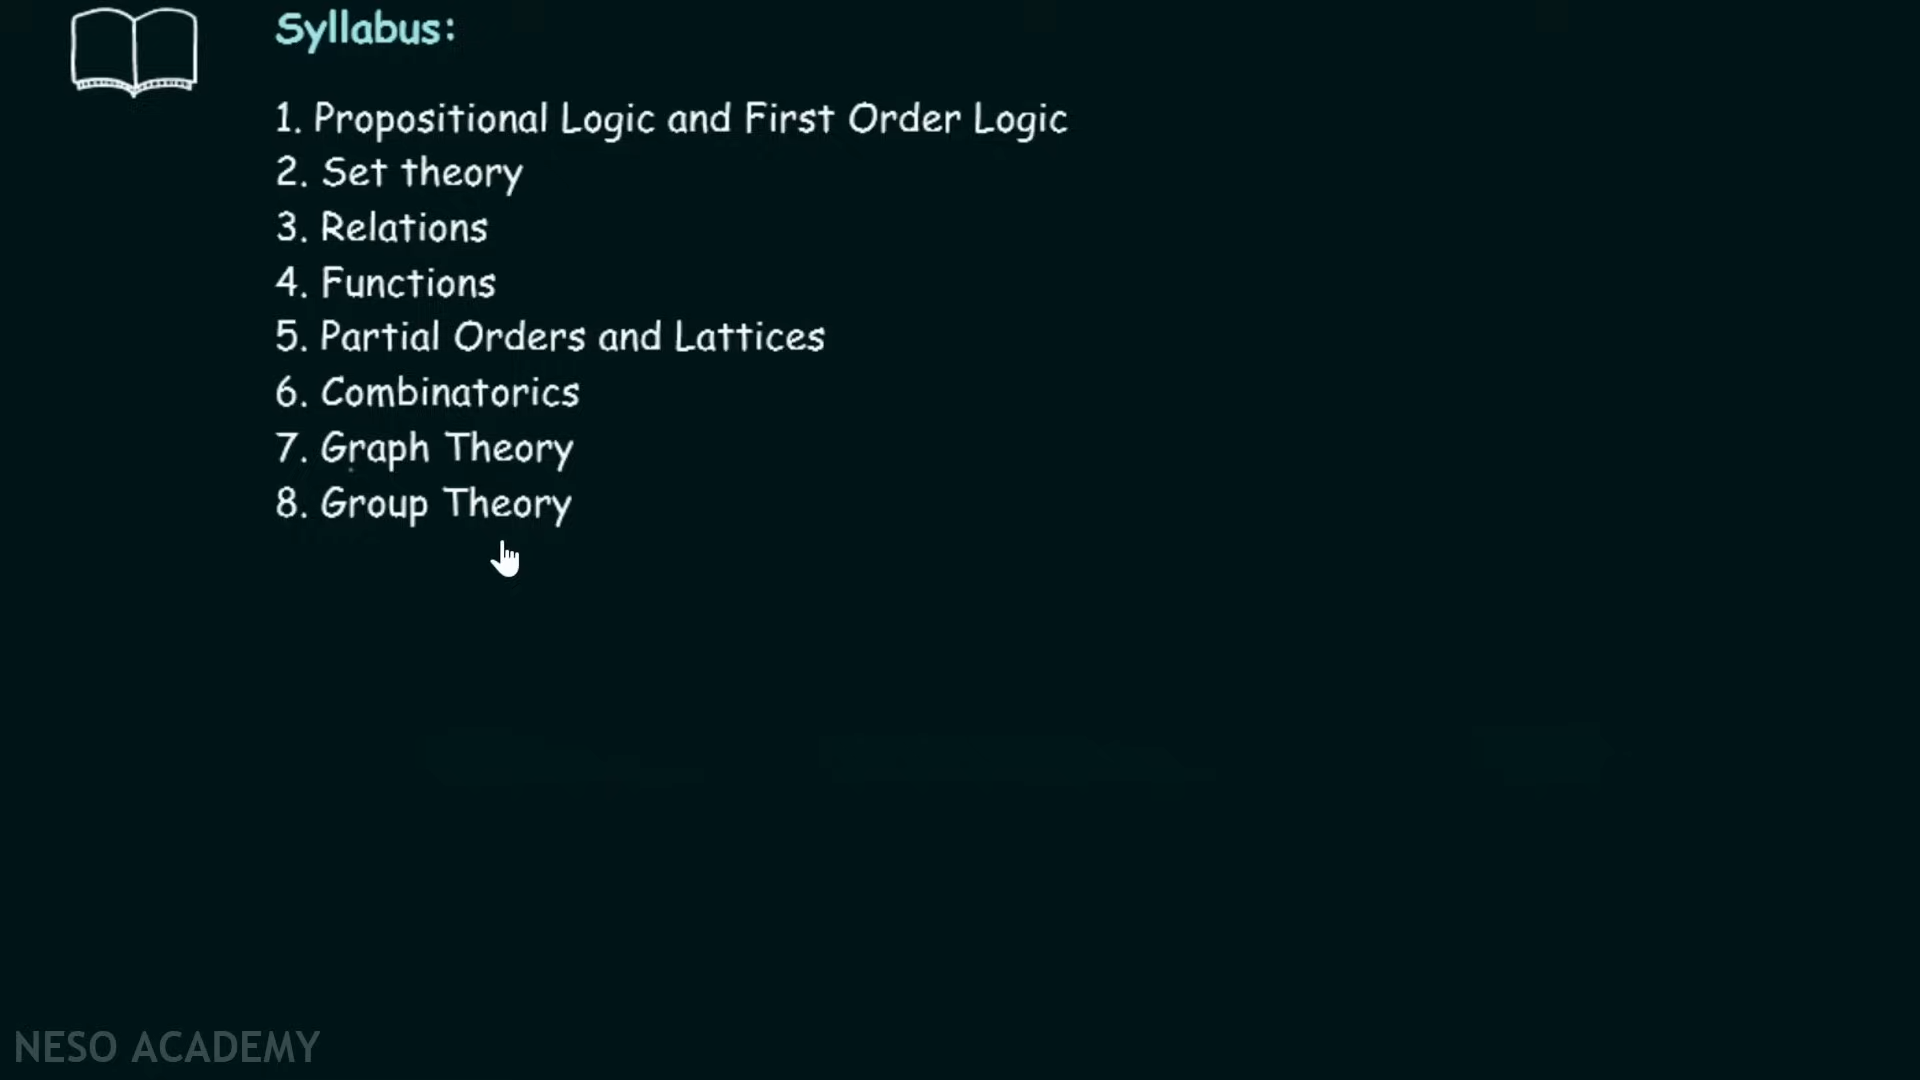 Syllabus:
1. Propositional Logic and First Order Logic
2. Set theory
3. Relations
4. Functions
5. Partial Orders and Lattices
6. Combinatorics
7. Graph Theory
8. Group Theory
NESO ACADEMY